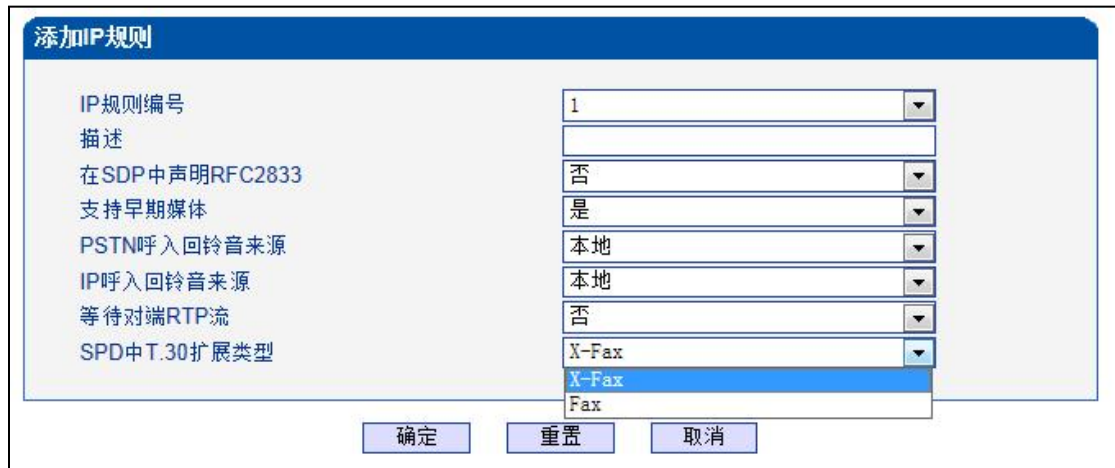 添加IP规则
IP规则编号 1
描述
在SDP中声明RFC2833 否
支持早期媒体 是
PSTN呼入回铃音来源 本地
IP呼入回铃音来源 本地
等待对端RTP流 否
SPD中T.30扩展类型 X-Fax
X-Fax
Fax
确定 重置 取消